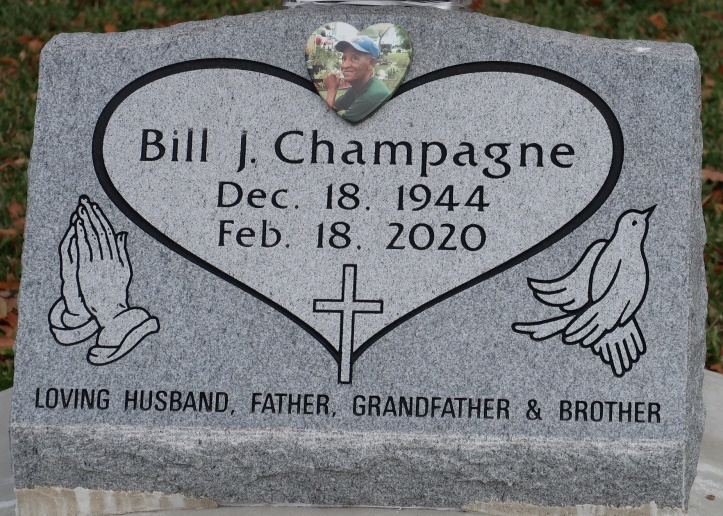 Bill J. Champagne
Dec. 18. 1944
Feb. 18. 2020
LOVING HUSBAND, FATHER, GRANDFATHER & BROTHER